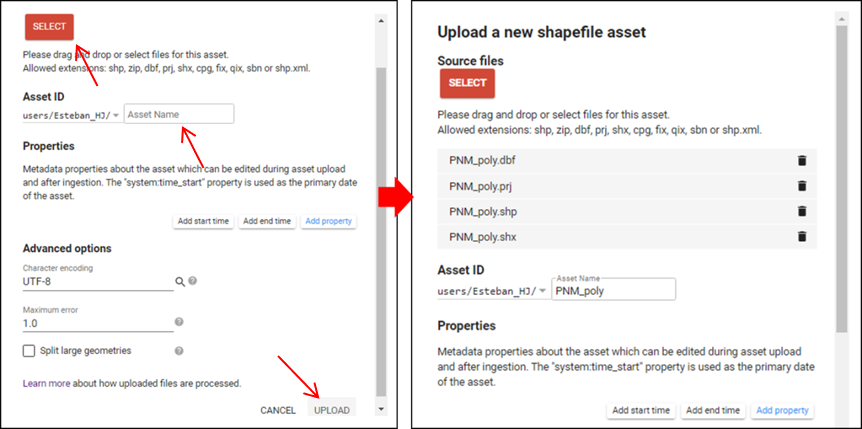 SELECT
Please drag and drop or select files for this asset.
Allowed extensions: shp, zip, dbf, prj, shx, cpg, fix, qix, sbn or shp.xml.
Asset ID
users/Esteban_HJ/ Asset Name
Properties
Metadata properties about the asset which can be edited during asset upload
and after ingestion. The "system:time_start" property is used as the primary date
of the asset.
Add start time Add end time Add property
Advanced options
Character encoding
UTF-8
Maximum error
1.0
Split large geometries
Learn more about how uploaded files are processed.
CANCEL UPLOAD
Upload a new shapefile asset
Source files
SELECT
Please drag and drop or select files for this asset.
Allowed extensions: shp, zip, dbf, prj, shx, cpg, fix, qix, sbn or shp.xml.
PNM_poly.dbf
PNM_poly.prj
PNM_poly.shp
PNM_poly.shx
Asset ID
Asset Name
users/Esteban_HJ/ PNM_poly
Properties
Metadata properties about the asset which can be edited during asset upload
and after ingestion. The "system:time_start" property is used as the primary date
of the asset.
Add start time Add end time Add property